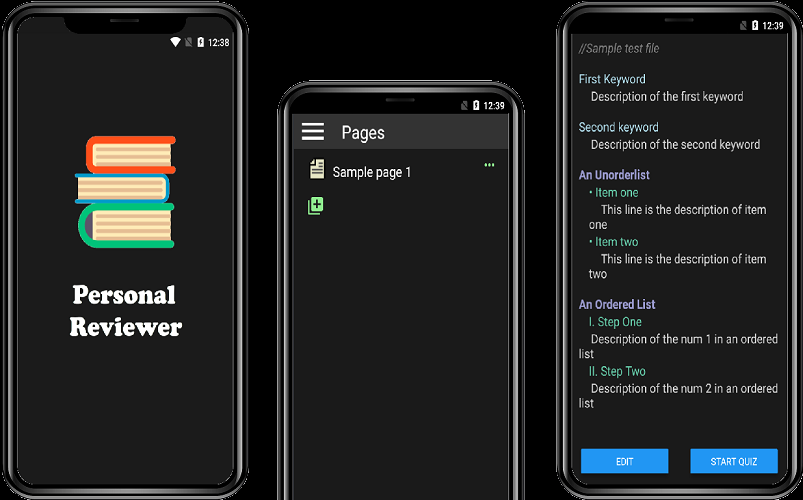 12:38
Personal
Reviewer
12:39
Pages
Sample page 1
12:39
//Sample test file
First Keyword
Description of the first keyword
Second keyword
Description of the second keyword
An Unorderlist
• Item one
This line is the description of item
one
• Item two
This line is the description of item
two
An Ordered List
I. Step One
Description of the num 1 in an ordered
list
II. Step Two
Description of the num 2 in an ordered
list
EDIT
START QUIZ